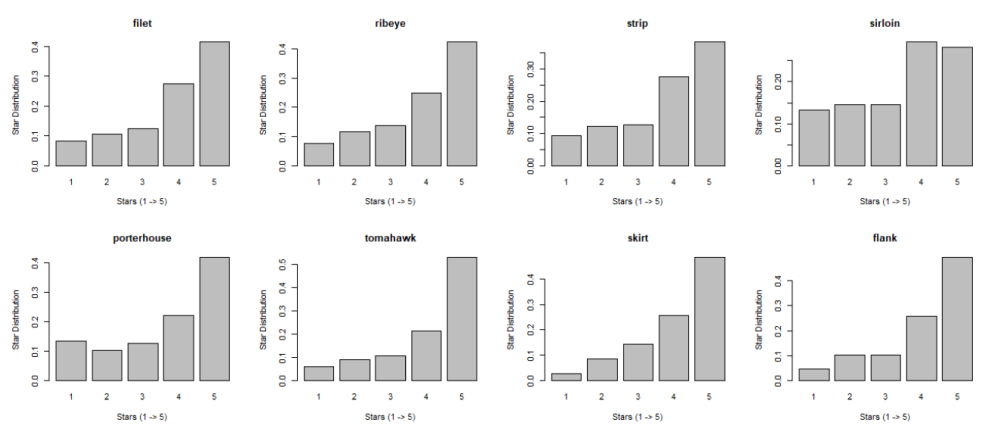 filet
Star Distribution
0.0 0.1 0.2 0.3 0.4
1 2 3 4 5
Stars (1 -> 5)
ribeye
Star Distribution
0.0 0.1 0.2 0.3 0.4
1 2 3 4 5
Stars (1 -> 5)
strip
Star Distribution
0.00 0.10 0.20 0.30
1 2 3 4 5
Stars (1 -> 5)
sirloin
Star Distribution
0.00 0.10 0.20
1 2 3 4 5
Stars (1 -> 5)
porterhouse
Star Distribution
0.0 0.1 0.2 0.3 0.4
1 2 3 4 5
Stars (1 -> 5)
tomahawk
Star Distribution
0.0 0.1 0.2 0.3 0.4 0.5
1 2 3 4 5
Stars (1 -> 5)
skirt
Star Distribution
0.0 0.1 0.2 0.3 0.4
1 2 3 4 5
Stars (1 -> 5)
flank
Star Distribution
0.0 0.1 0.2 0.3 0.4
1 2 3 4 5
Stars (1 -> 5)